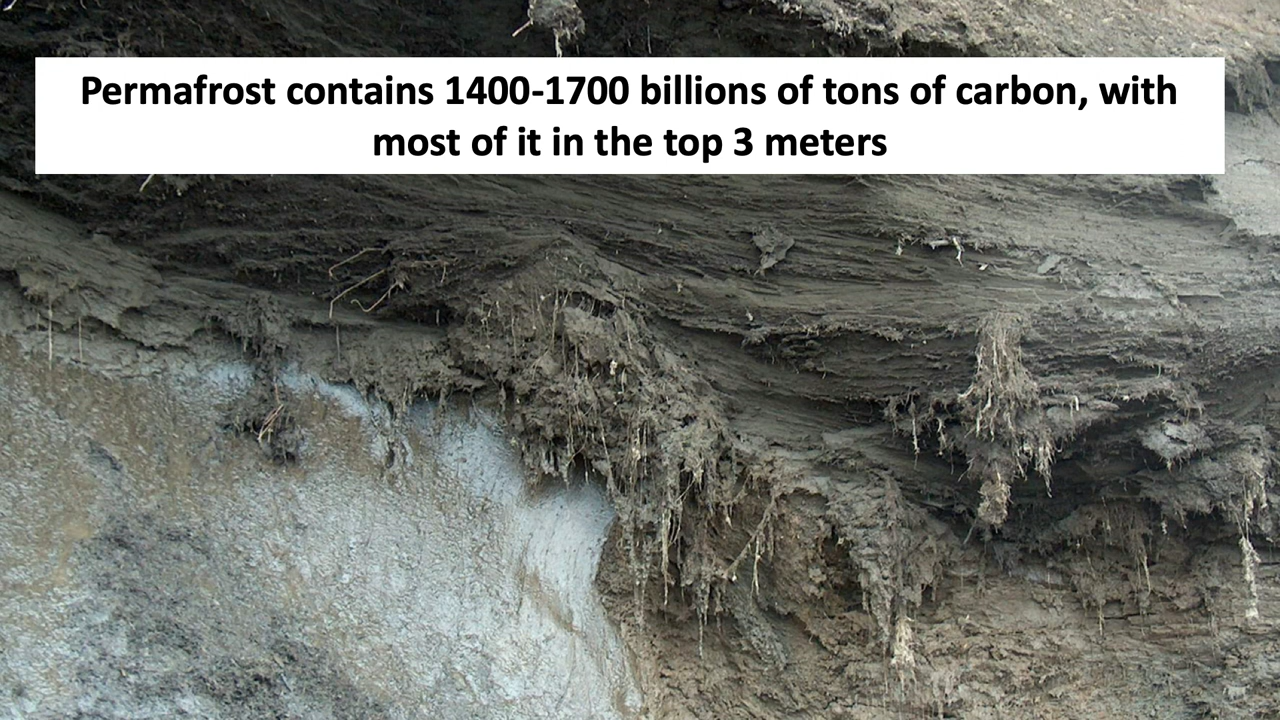 Permafrost contains 1400-1700 billions of tons of carbon, with
most of it in the top 3 meters